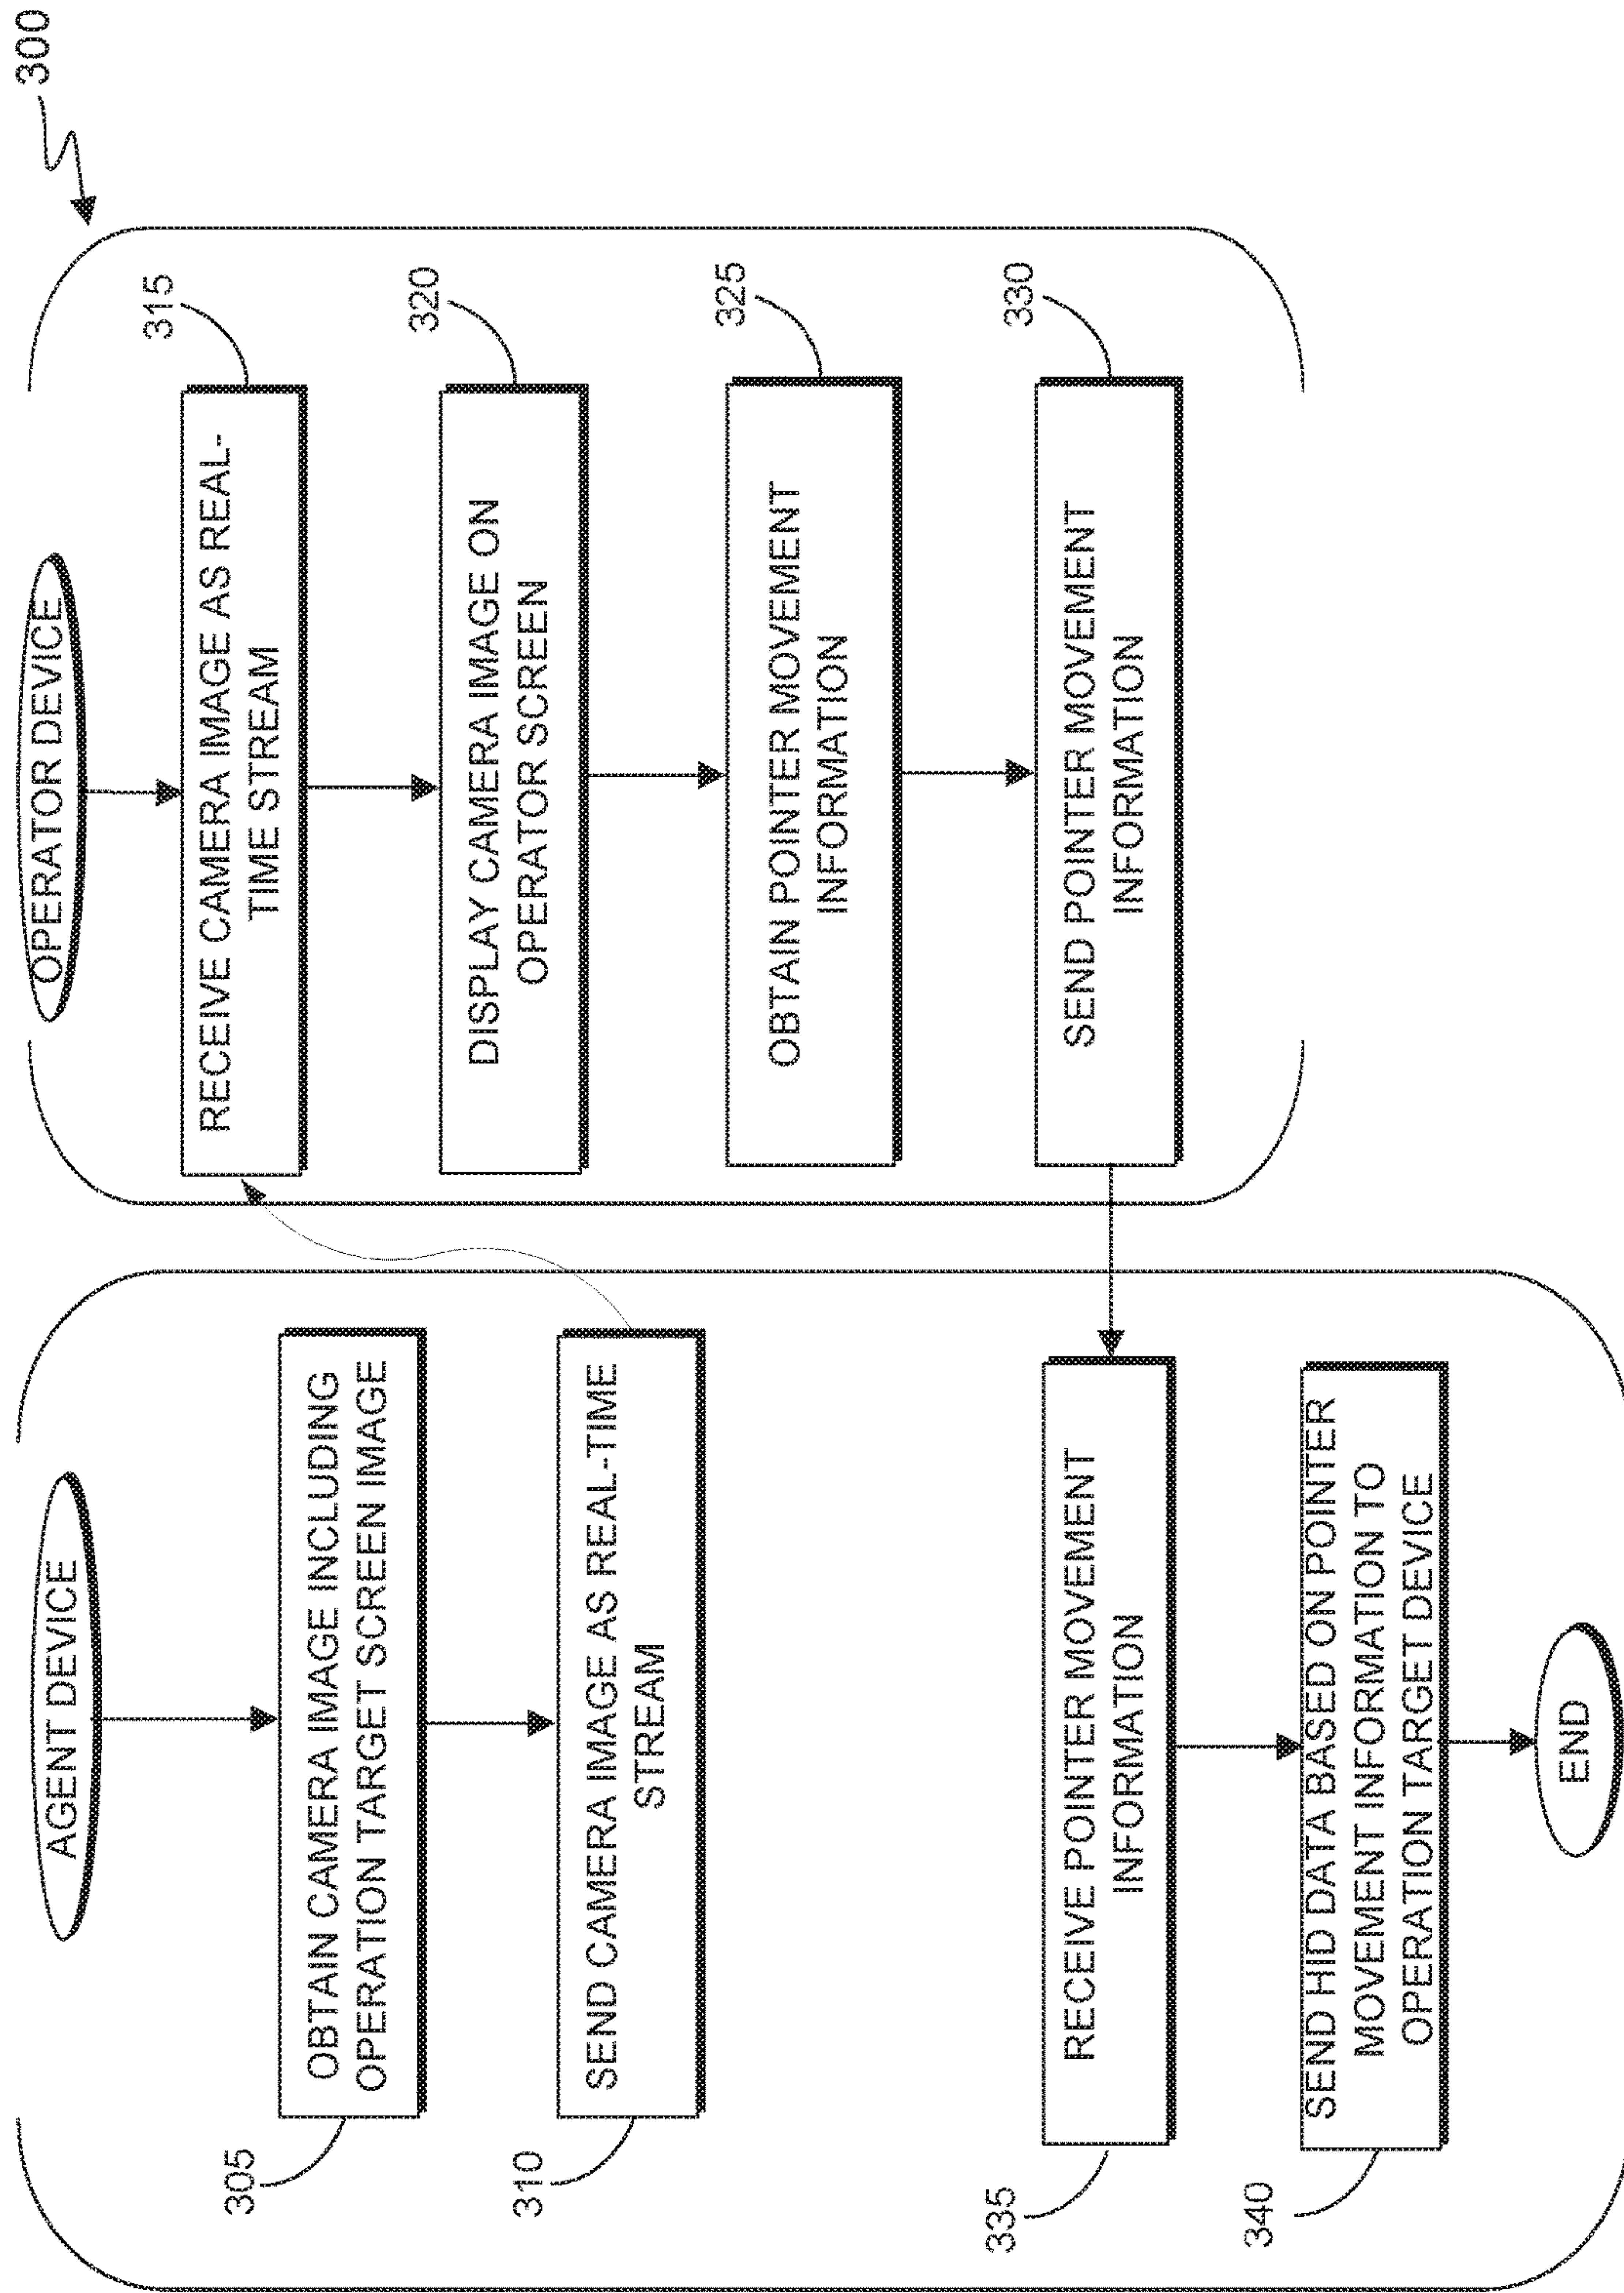 300
AGENT DEVICE
305
OBTAIN CAMERA IMAGE INCLUDING
OPERATION TARGET SCREEN IMAGE
310
SEND CAMERA IMAGE AS REAL-TIME
STREAM
335
RECEIVE POINTER MOVEMENT
INFORMATION
340
SEND HID DATA BASED ON POINTER
MOVEMENT INFORMATION TO
OPERATION TARGET DEVICE
END
OPERATOR DEVICE
315
RECEIVE CAMERA IMAGE AS REAL-
TIME STREAM
320
DISPLAY CAMERA IMAGE ON
OPERATOR SCREEN
325
OBTAIN POINTER MOVEMENT
INFORMATION
330
SEND POINTER MOVEMENT
INFORMATION